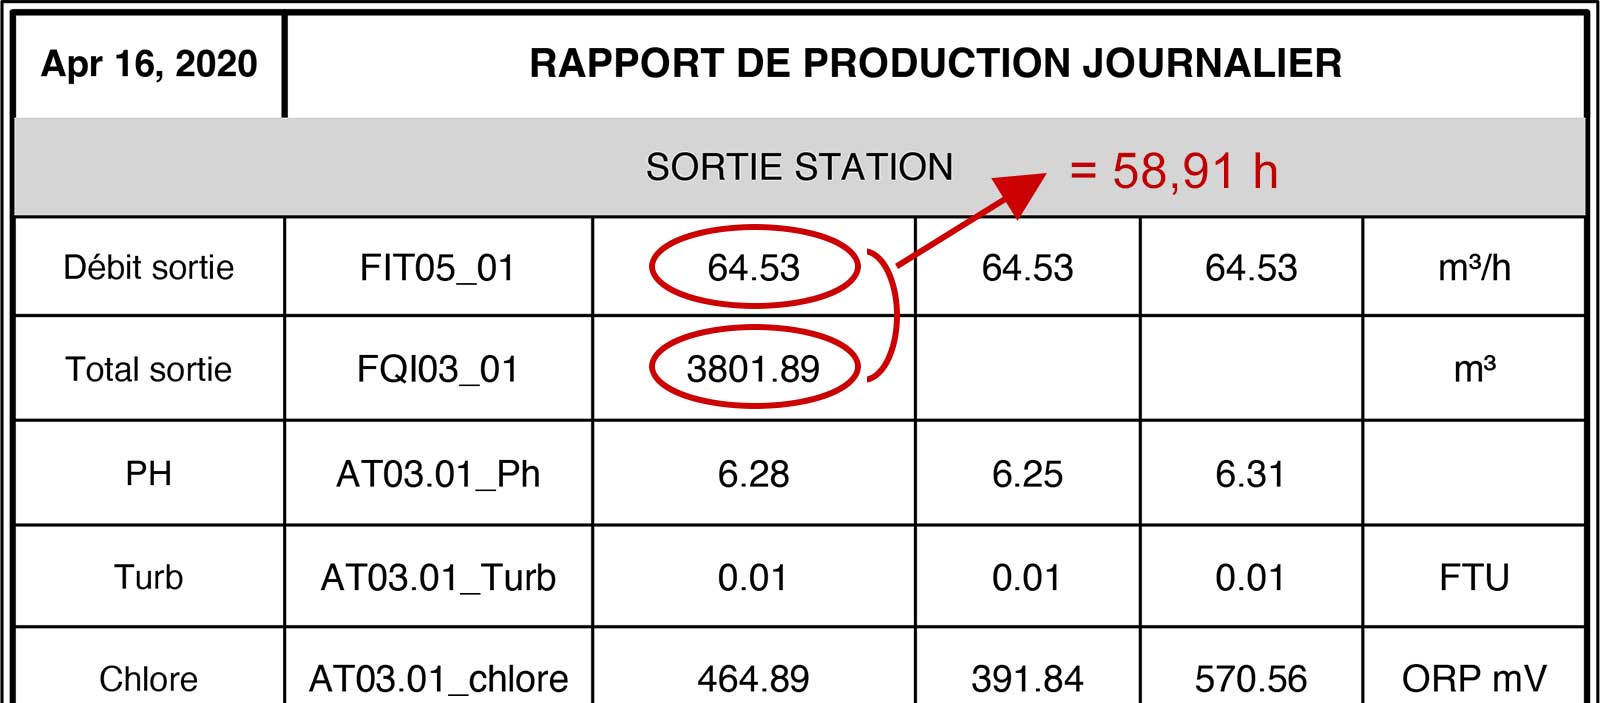 Apr 16, 2020 RAPPORT DE PRODUCTION JOURNALIER
SORTIE STATION = 58,91 h
Débit sortie FIT05_01 64.53 64.53 64.53 m³/h
Total sortie FQI03_01 3801.89 m³
PH AT03.01_Ph 6.28 6.25 6.31
Turb AT03.01_Turb 0.01 0.01 0.01 FTU
Chlore AT03.01_chlore 464.89 391.84 570.56 ORP mV